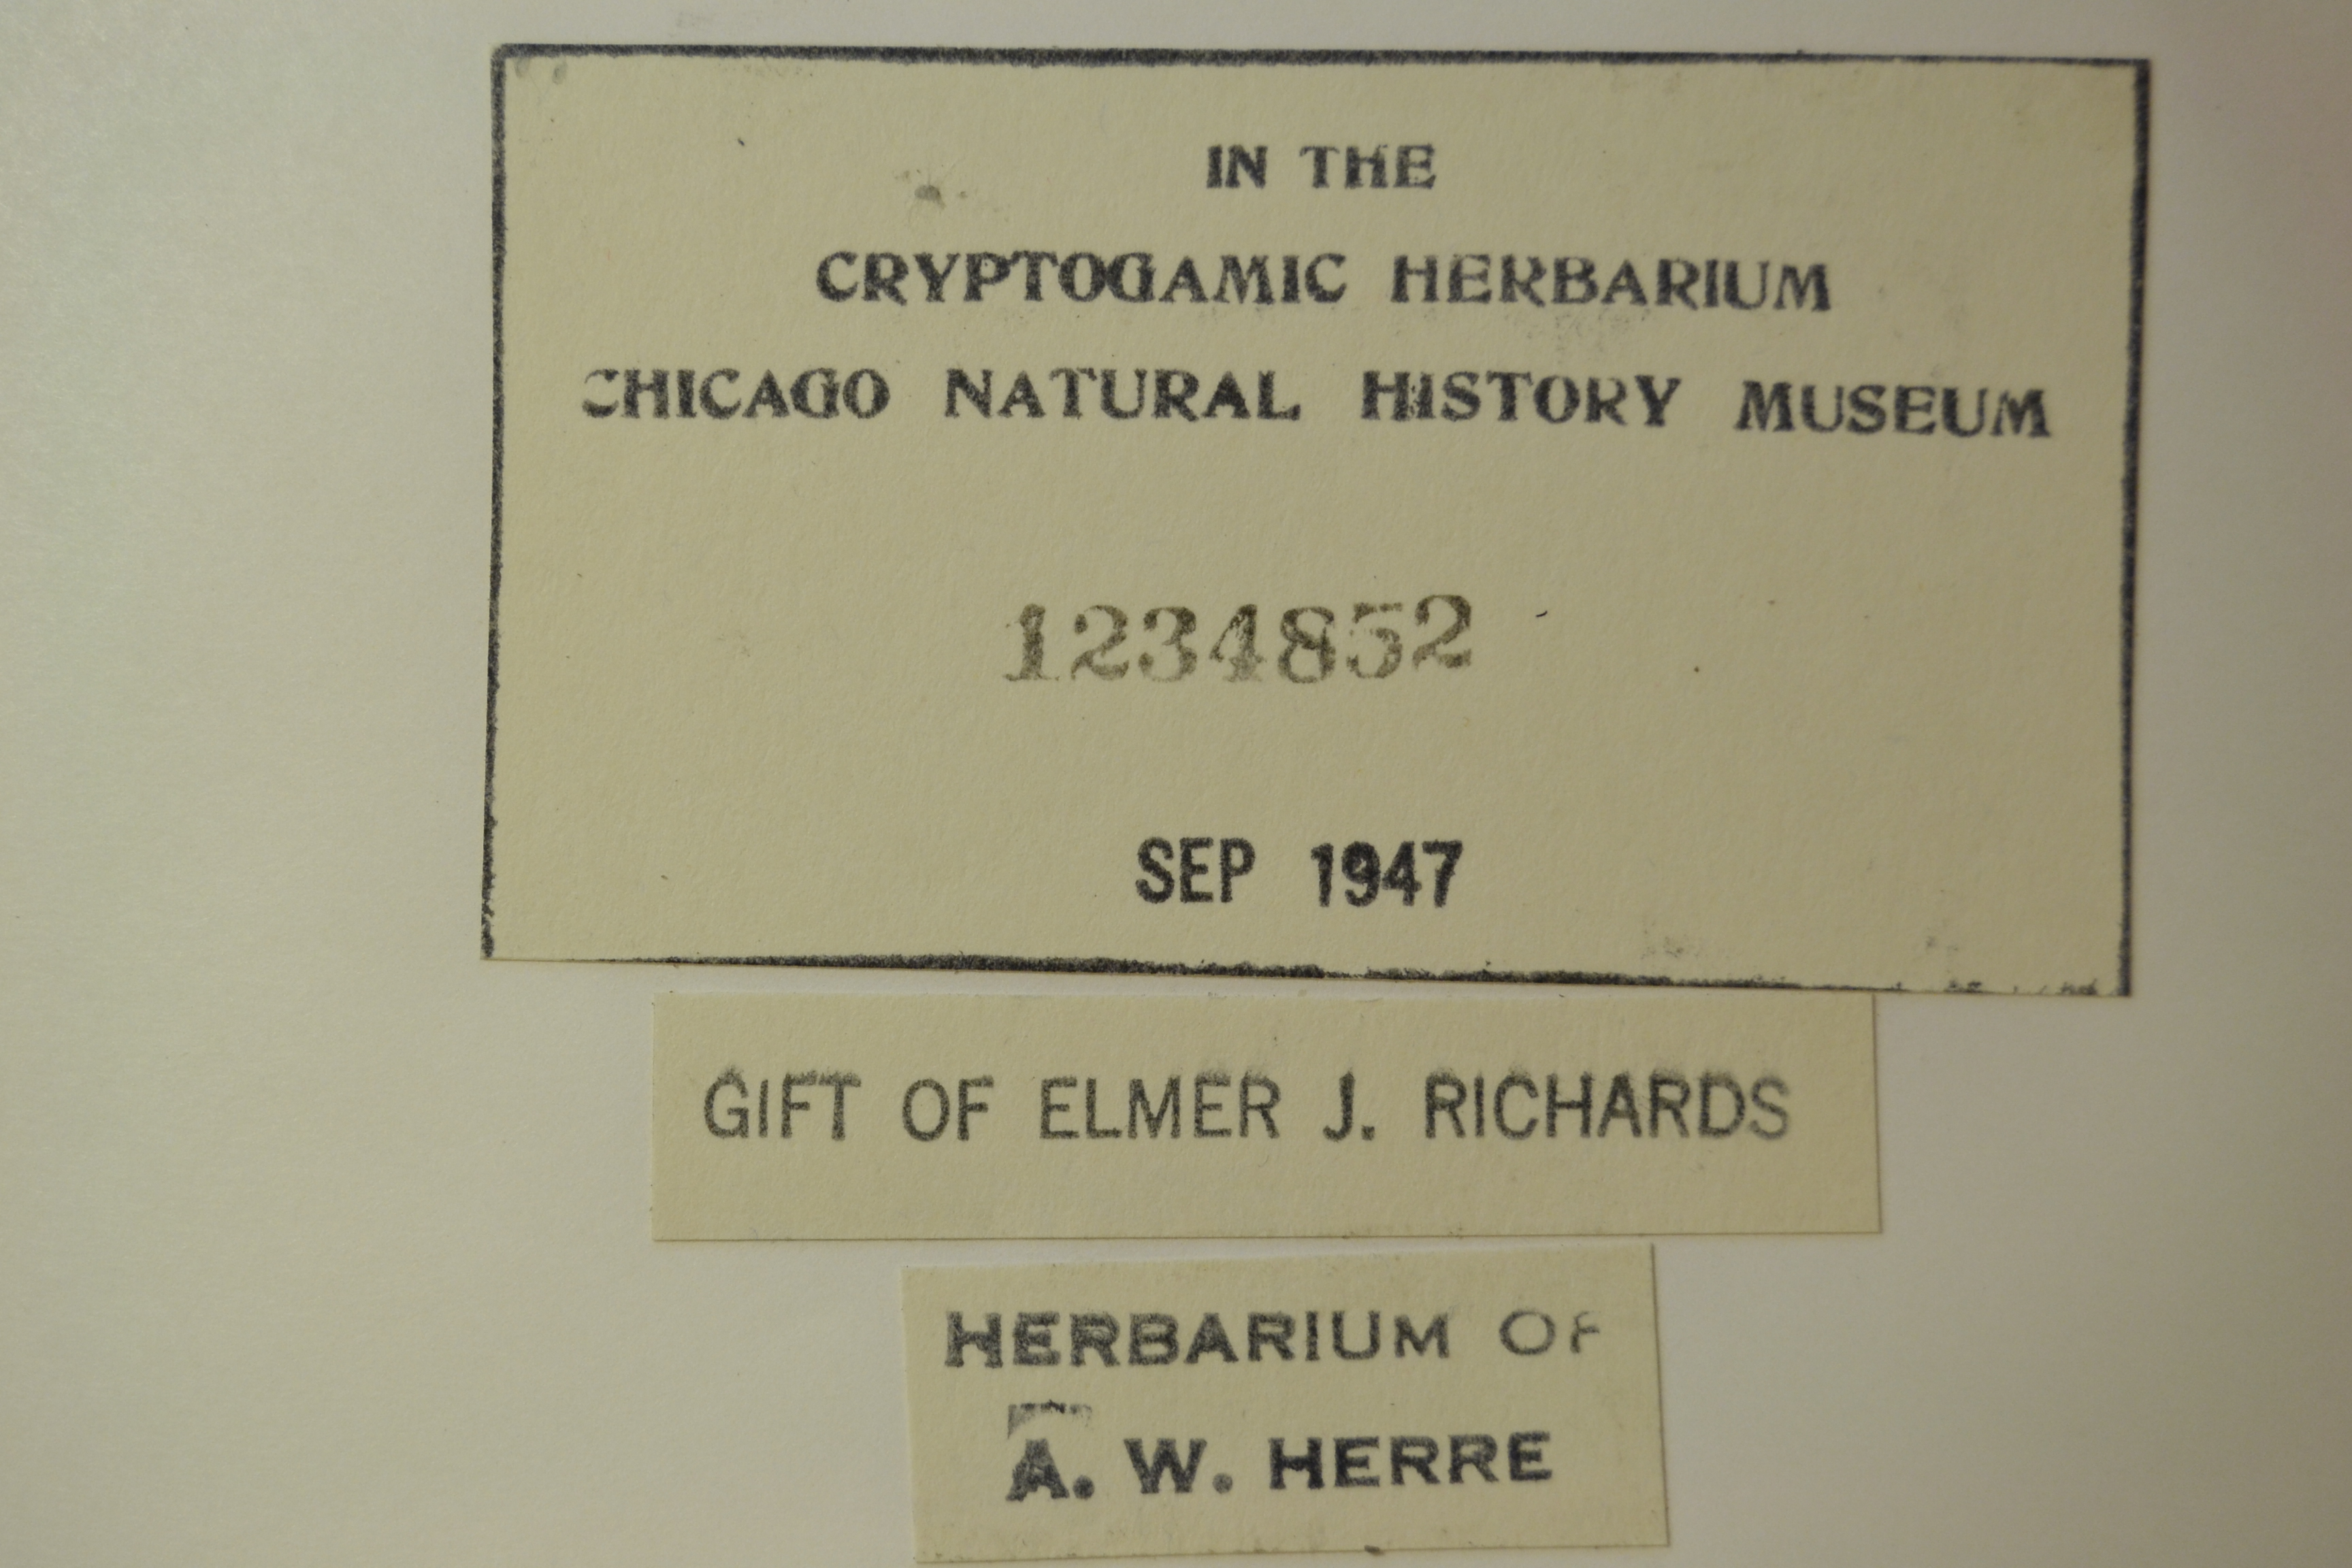 IN THE
CRYPTOGAMIC HERBARIUM
CHICAGO NATURAL HISTORY MUSEUM
1234852
SEP 1947
GIFT OF ELMER J. RICHARDS
HERBARIUM OF
A. W. HERRE